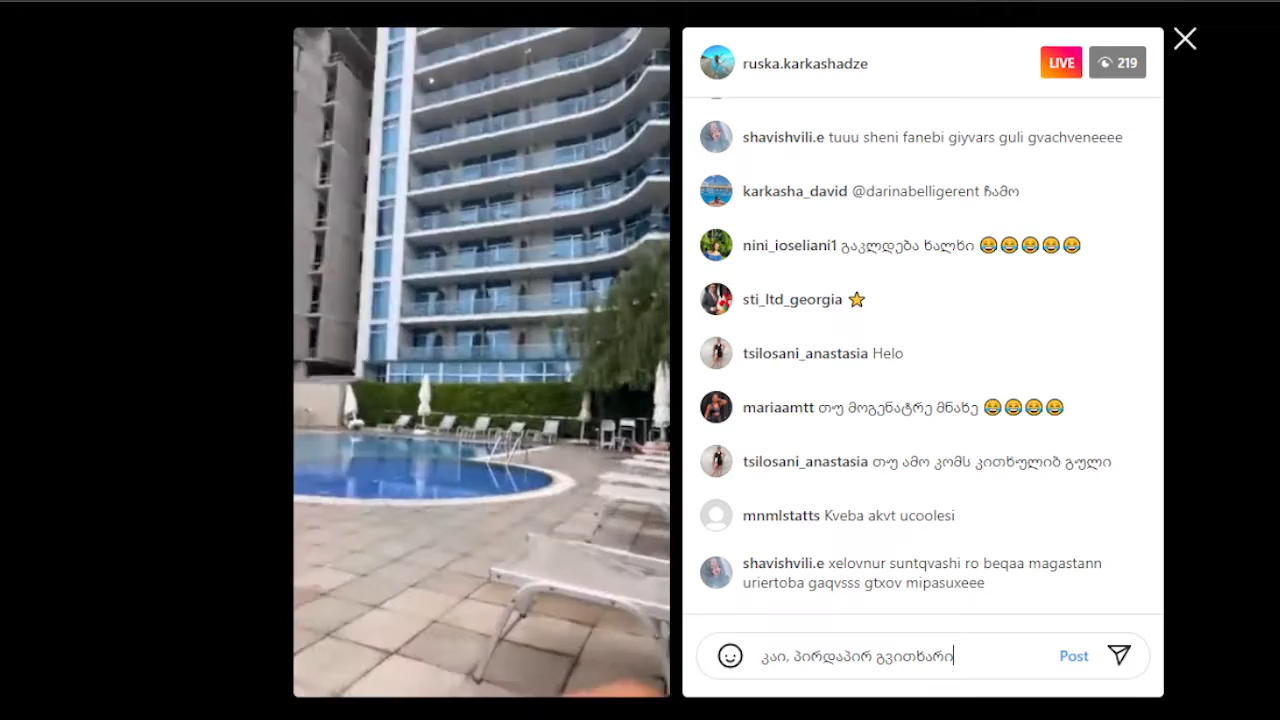 ruska.karkashadze
LIVE
219
shavishvili.e tuuu sheni fanebi giyvars guli gvachveneeee
karkasha_david @darinabelligerent ჩამო
nini_ioseliani1 გაკლდება ხალხი 😂😂😂😂😂
sti_ltd_georgia ⭐
tsilosani_anastasia Helo
mariaamtt თუ მოგენატრე მნახე 😂😂😂😂
tsilosani_anastasia თუ ამო კომს კითხულიბ გული
mnmlstatts Kveba akvt ucoolesi
shavishvili.e xelovnur suntqvashi ro beqaa magastann
uriertoba gaqvsss gtxov mipasuxeee
კაი, პირდაპირ გვითხარი
Post